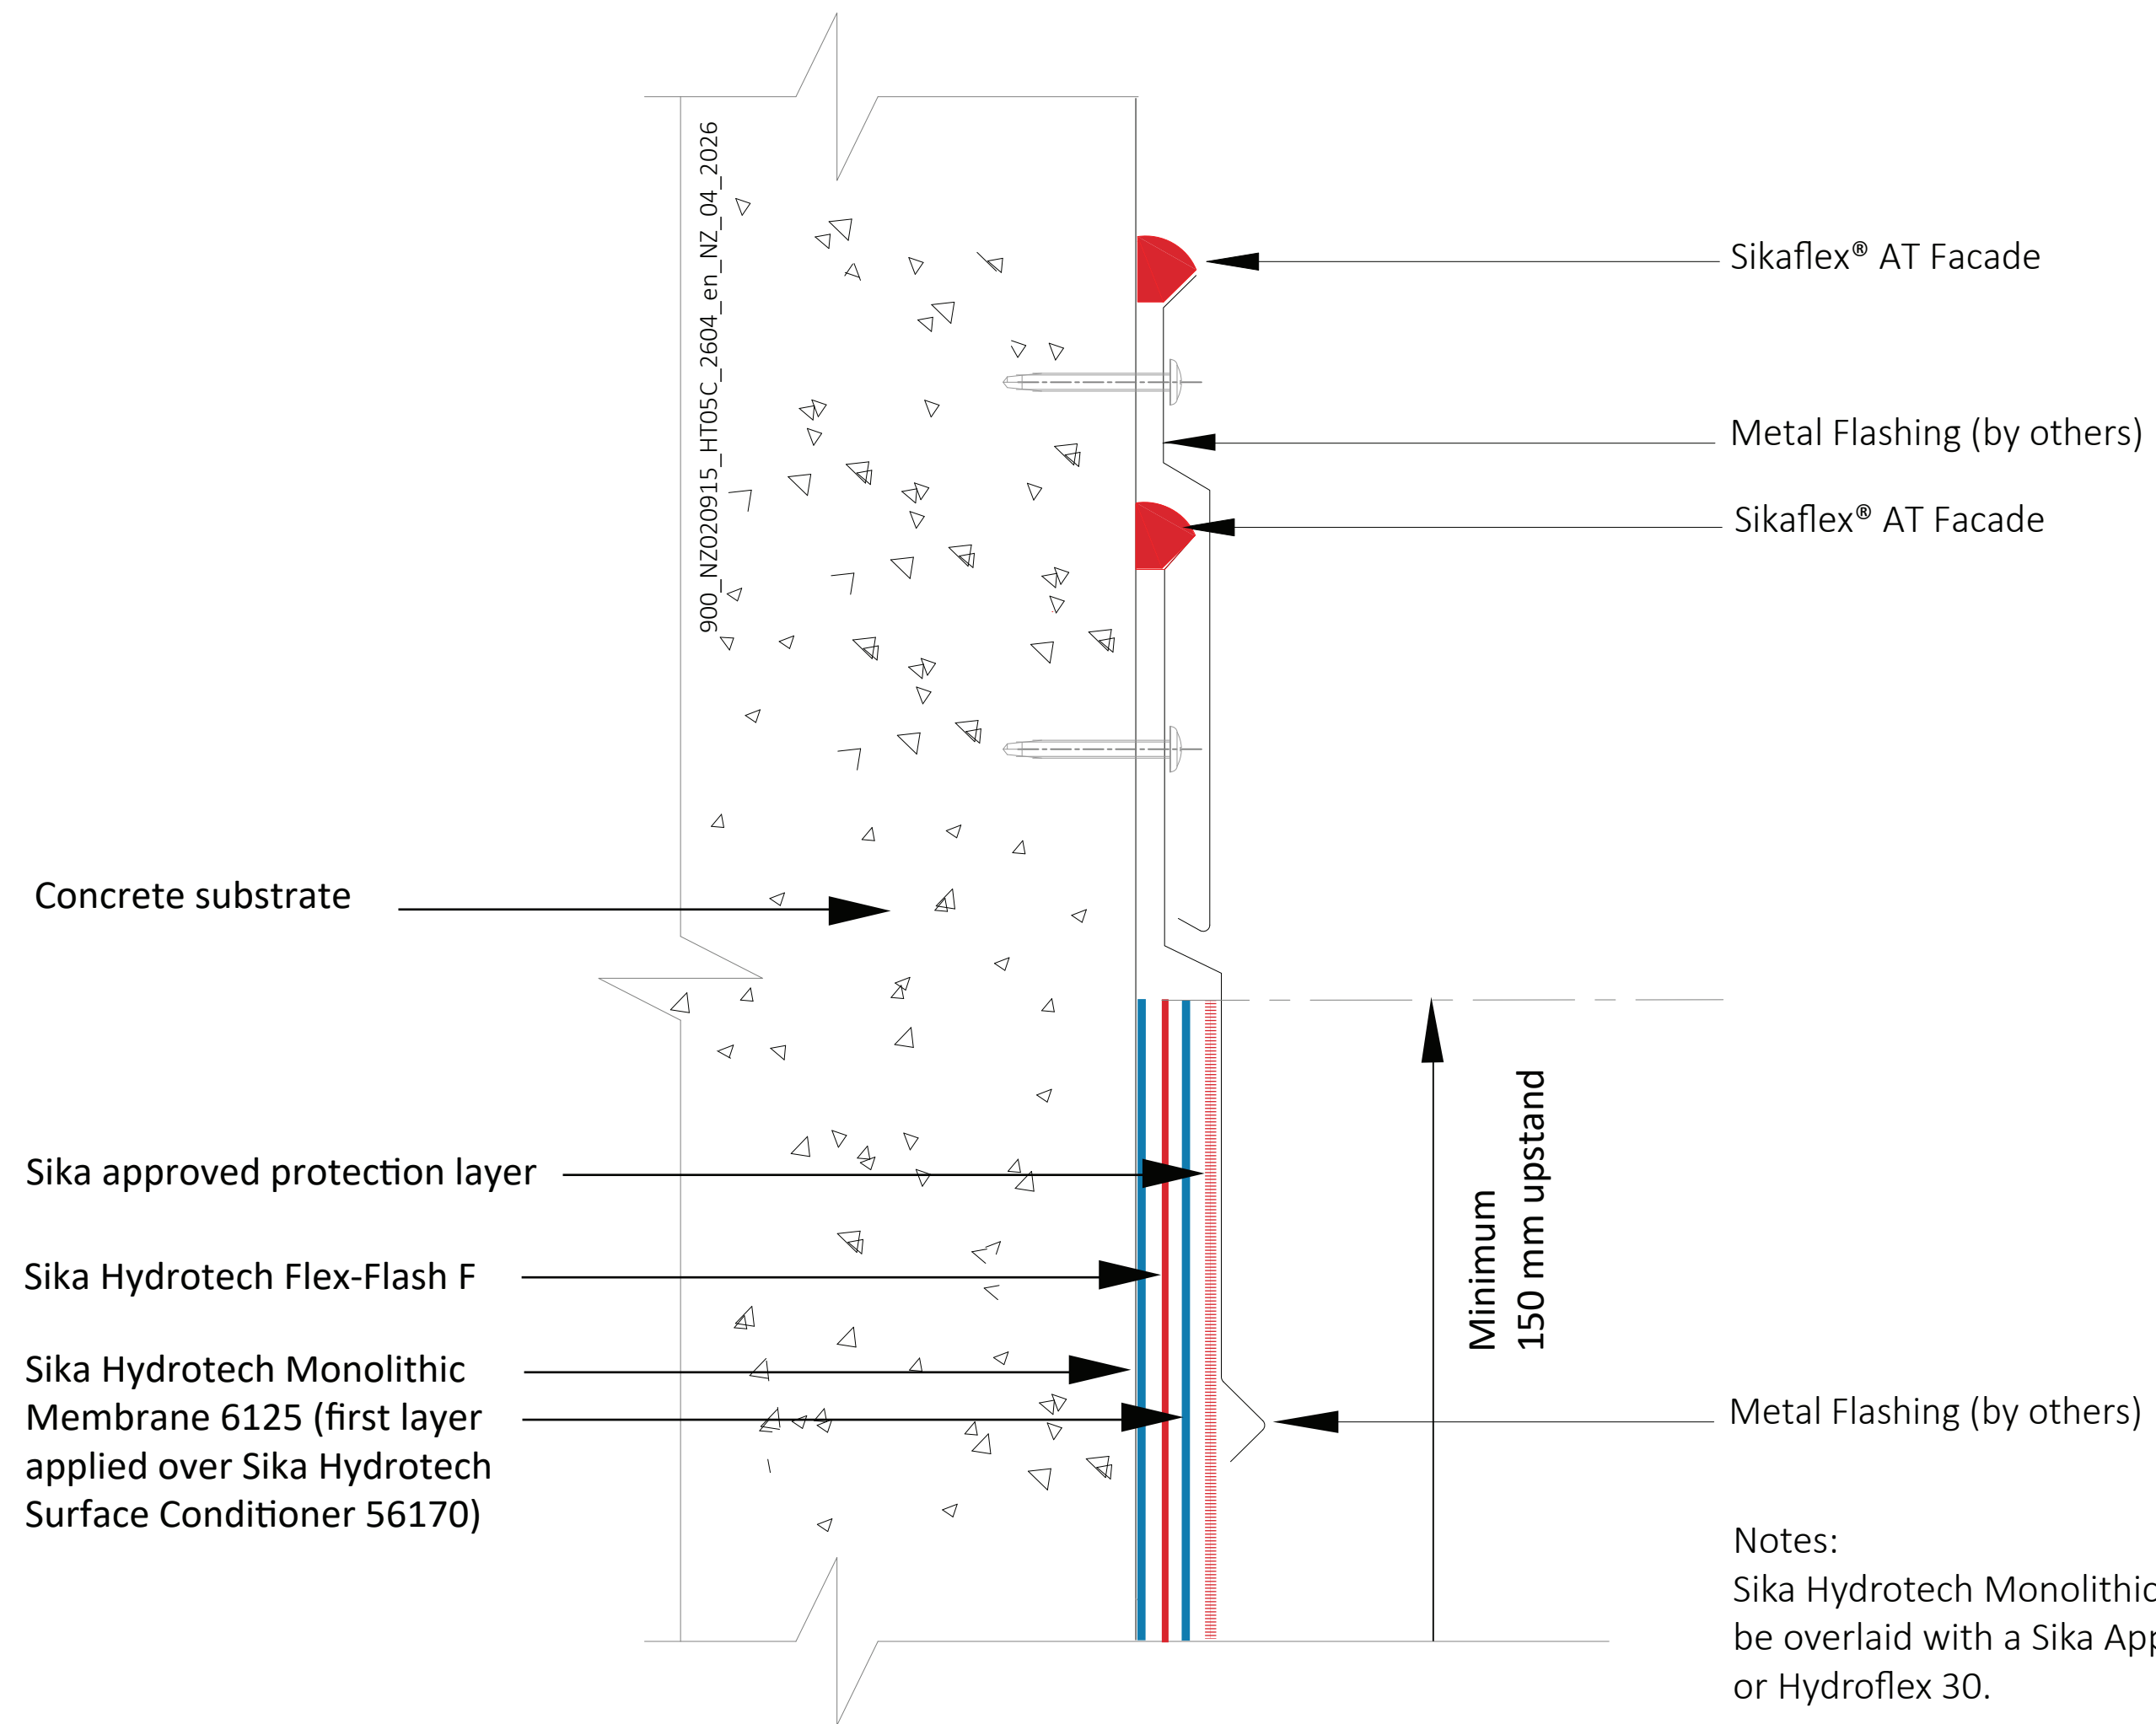 900_NZ020915_HT05C_2604_en_NZ_04_2026
Sikaflex® AT Facade
Metal Flashing (by others)
Sikaflex® AT Facade
Concrete substrate
Sika approved protection layer
Sika Hydrotech Flex-Flash F
Sika Hydrotech Monolithic
Membrane 6125 (first layer
applied over Sika Hydrotech
Surface Conditioner 56170)
Minimum
150 mm upstand
Metal Flashing (by others)
Notes:
Sika Hydrotech Monolithic
be overlaid with a Sika
or Hydroflex 30.